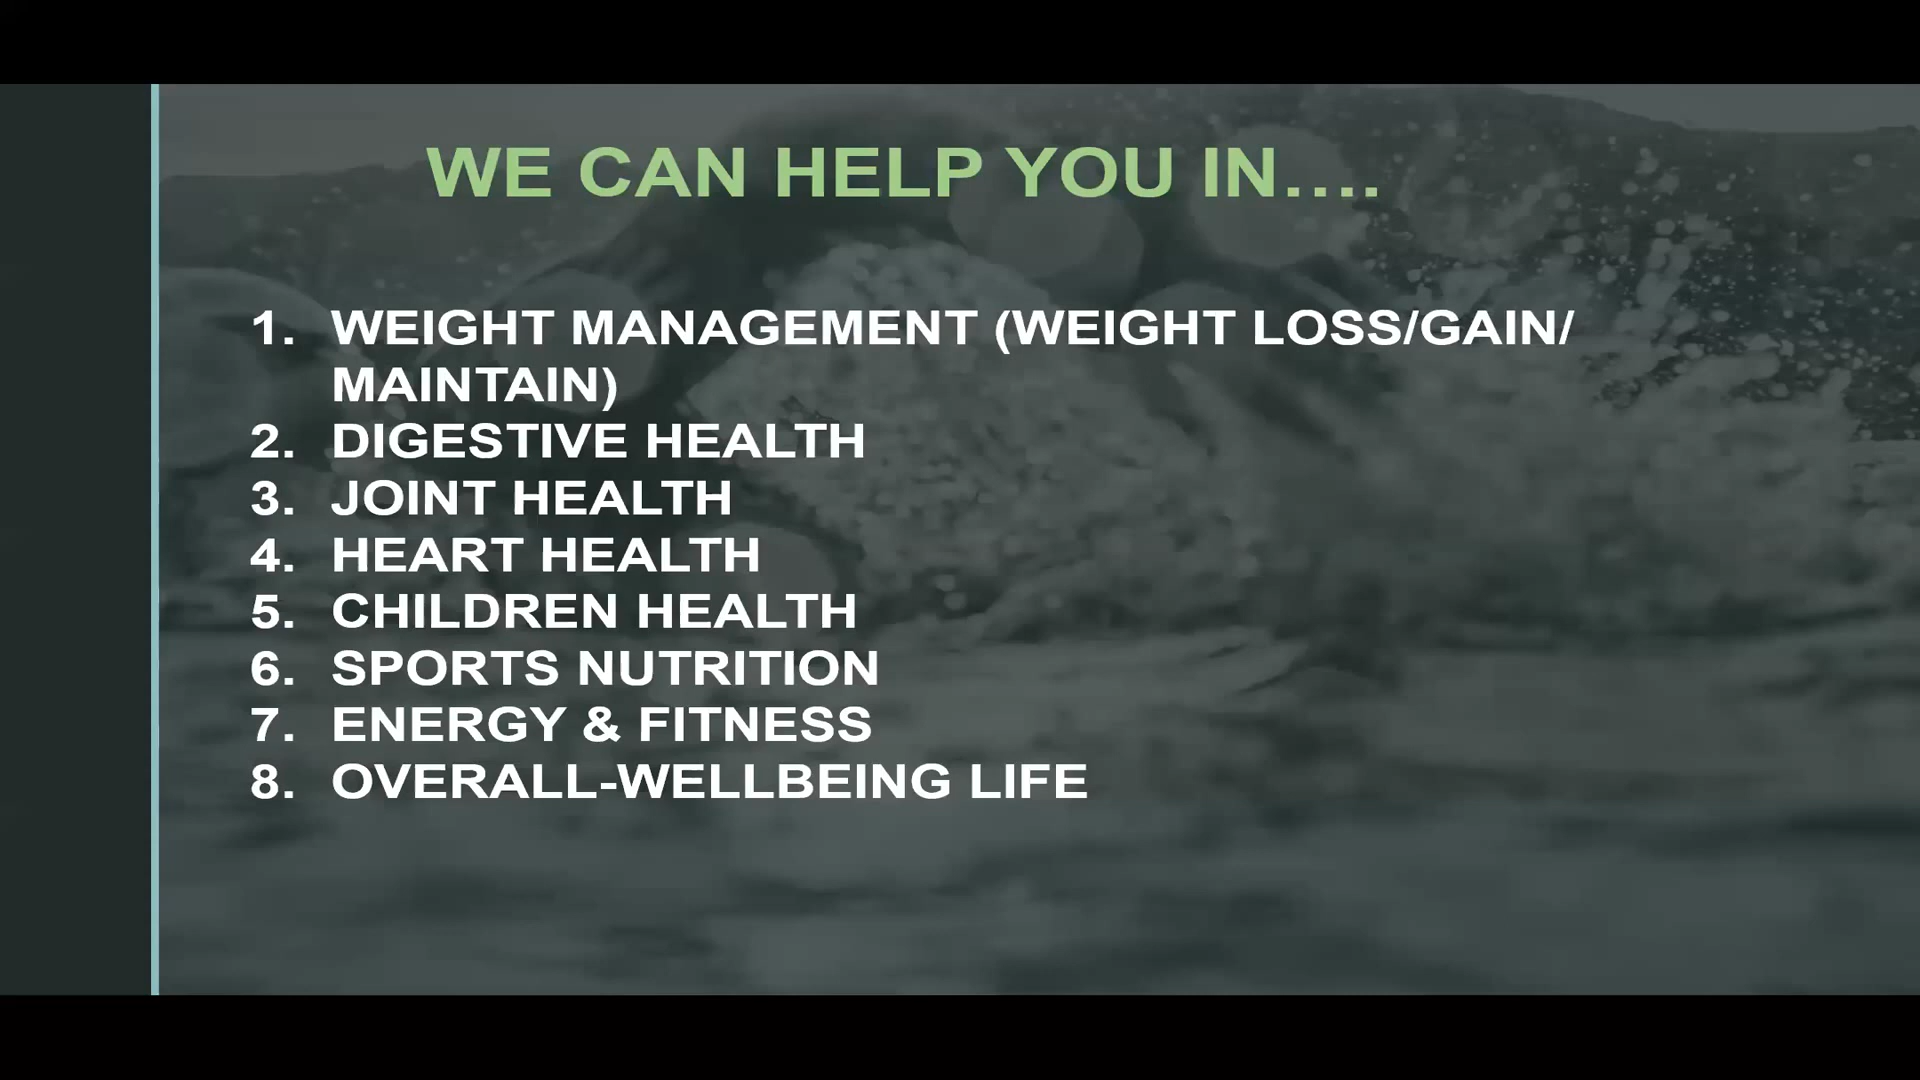 WE CAN HELP YOU IN....
1. WEIGHT MANAGEMENT (WEIGHT LOSS/GAIN/
MAINTAIN)
2. DIGESTIVE HEALTH
3. JOINT HEALTH
4. HEART HEALTH
5. CHILDREN HEALTH
6. SPORTS NUTRITION
7. ENERGY & FITNESS
8. OVERALL-WELLBEING LIFE